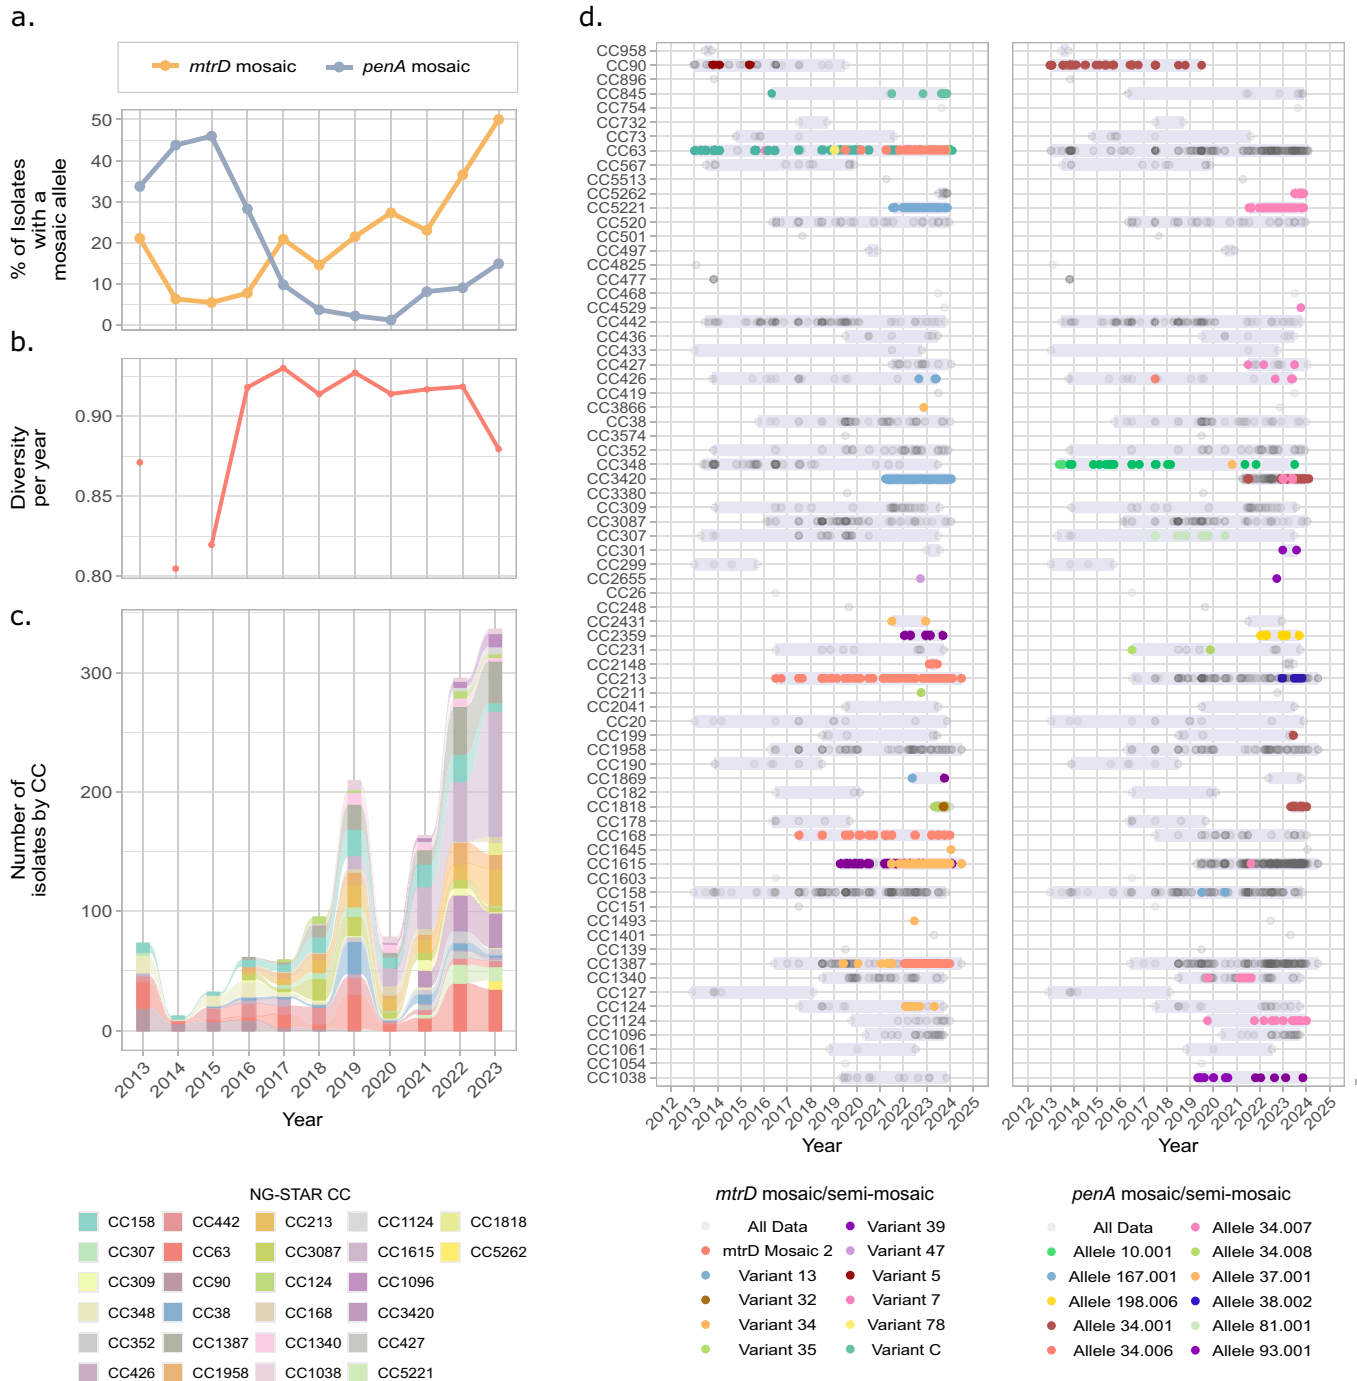 a.
mtrD mosaic
penA mosaic
% of Isolates
with a
mosaic allele
50
40
30
20
10
0
b.
Diversity
per year
0.90
0.85
0.80
c.
Number of
isolates by CC
300
200
100
0
2013
2014
2015
2016
2017
2018
2019
2020
2021
2022
2023
Year
NG-STAR CC
CC158
CC442
CC213
CC1124
CC1818
CC307
CC63
CC3087
CC1615
CC5262
CC309
CC90
CC124
CC1096
CC348
CC38
CC168
CC3420
CC352
CC1387
CC1340
CC427
CC426
CC1958
CC1038
CC5221
d.
CC958
CC90
CC896
CC845
CC754
CC732
CC73
CC63
CC567
CC5513
CC5262
CC5221
CC520
CC501
CC497
CC4825
CC477
CC468
CC4529
CC442
CC436
CC433
CC427
CC426
CC419
CC3866
CC38
CC3574
CC352
CC348
CC3420
CC3380
CC309
CC3087
CC307
CC301
CC299
CC2655
CC26
CC248
CC2431
CC2359
CC231
CC2148
CC213
CC211
CC2041
CC20
CC199
CC1958
CC190
CC1869
CC182
CC1818
CC178
CC168
CC1645
CC1615
CC1603
CC158
CC151
CC1493
CC1401
CC139
CC1387
CC1340
CC127
CC124
CC1124
CC1096
CC1061
CC1054
CC1038
2012
2013
2014
2015
2016
2017
2018
2019
2020
2021
2022
2023
2024
2025
Year
2012
2013
2014
2015
2016
2017
2018
2019
2020
2021
2022
2023
2024
2025
Year
mtrD mosaic/semi-mosaic
All Data
Variant 39
mtrD Mosaic 2
Variant 47
Variant 13
Variant 5
Variant 32
Variant 7
Variant 34
Variant 78
Variant 35
Variant C
penA mosaic/semi-mosaic
All Data
Allele 34.007
Allele 10.001
Allele 34.008
Allele 167.001
Allele 37.001
Allele 198.006
Allele 38.002
Allele 34.001
Allele 81.001
Allele 34.006
Allele 93.001